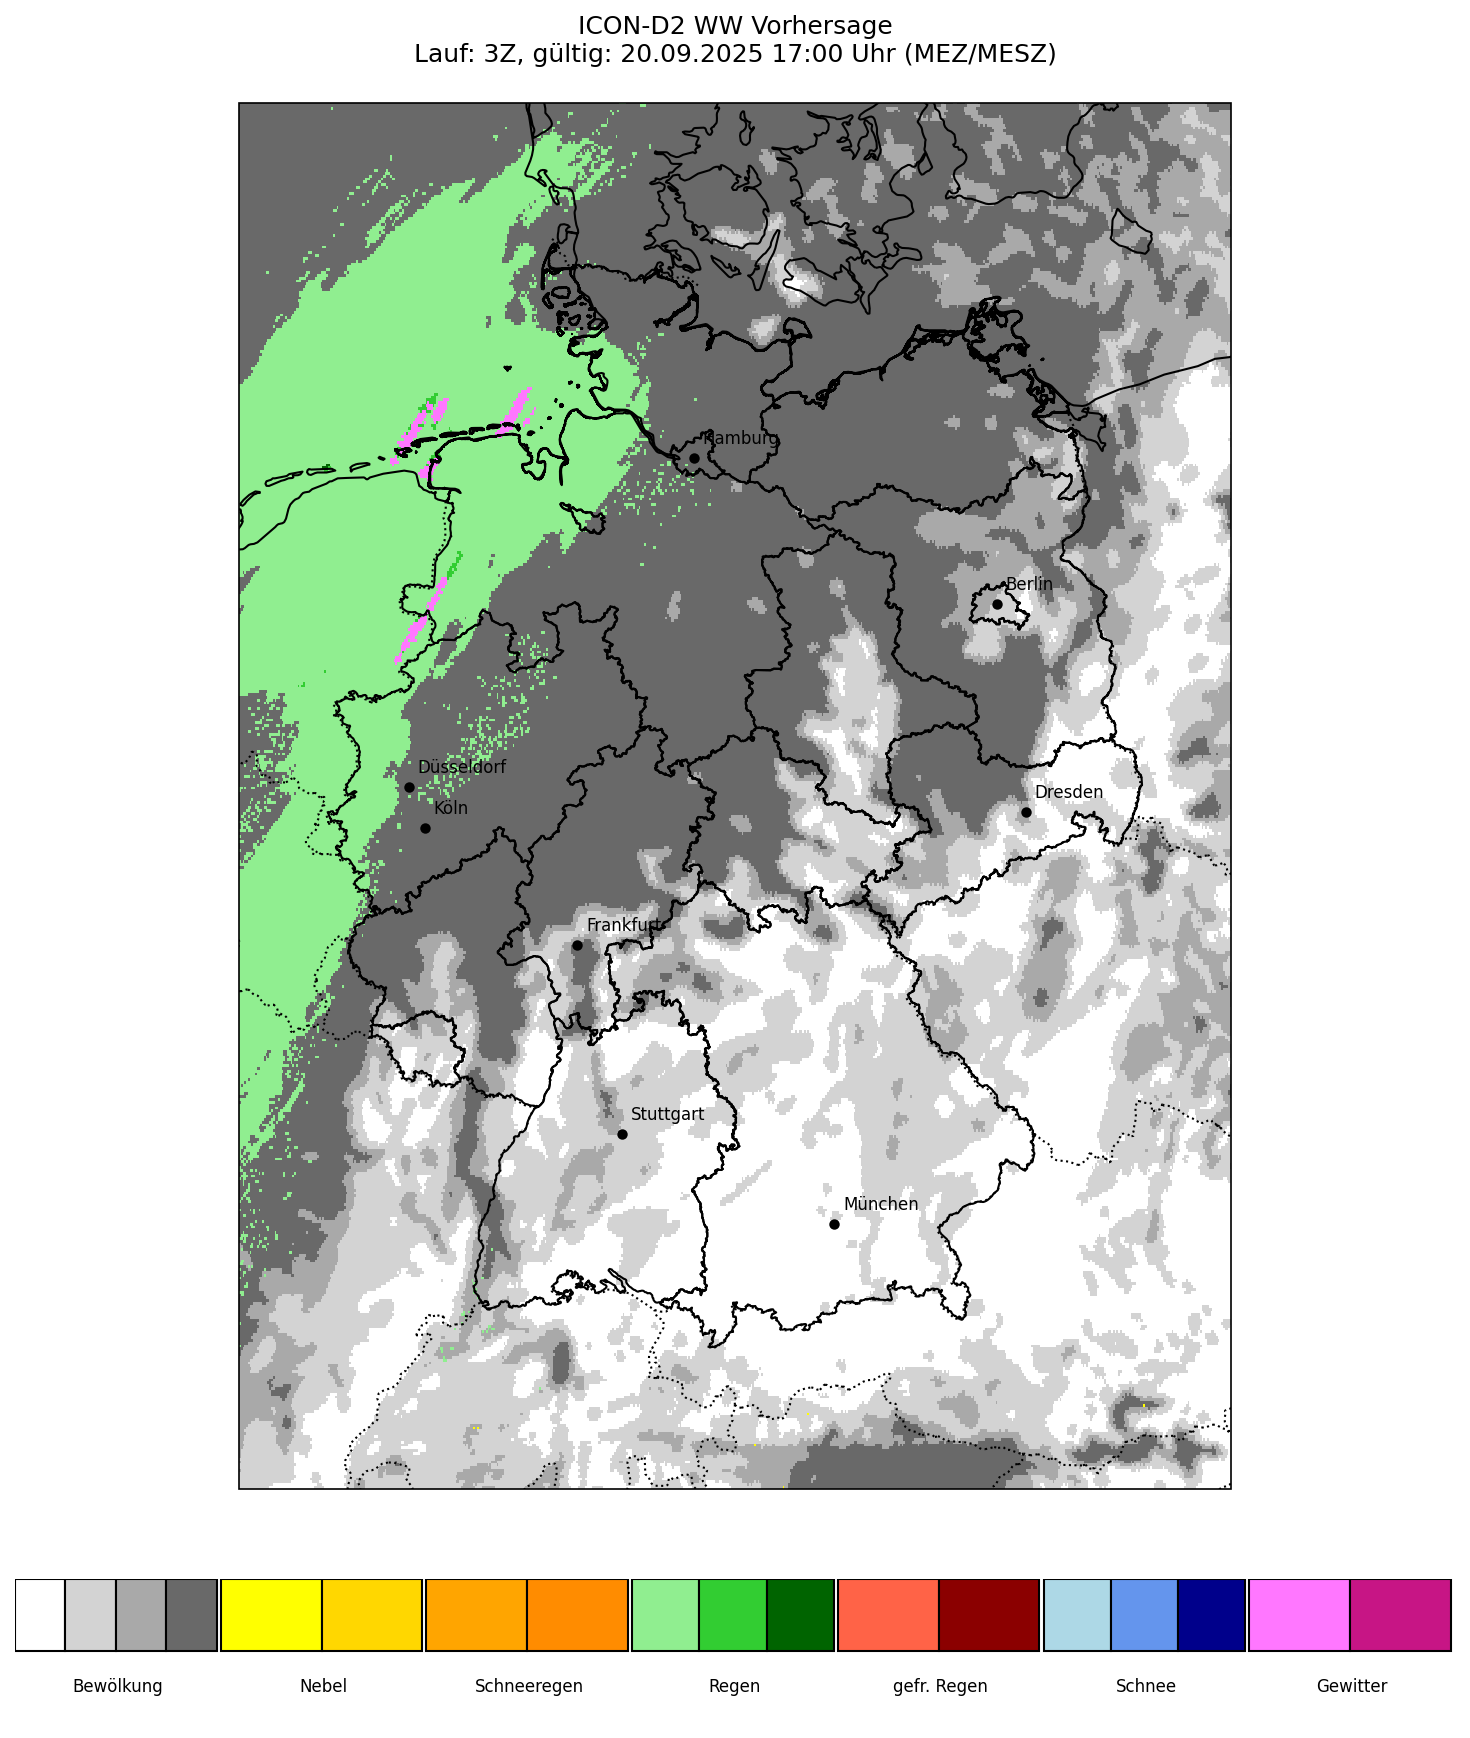 ICON-D2 WW Vorhersage
Lauf: 3Z, gültig: 20.09.2025 17:00 Uhr (MEZ/MESZ)
Hamburg
Berlin
Düsseldorf
Köln
Dresden
Frankfurt
Stuttgart
München
Bewölkung
Nebel
Schneeregen
Regen
gefr. Regen
Schnee
Gewitter